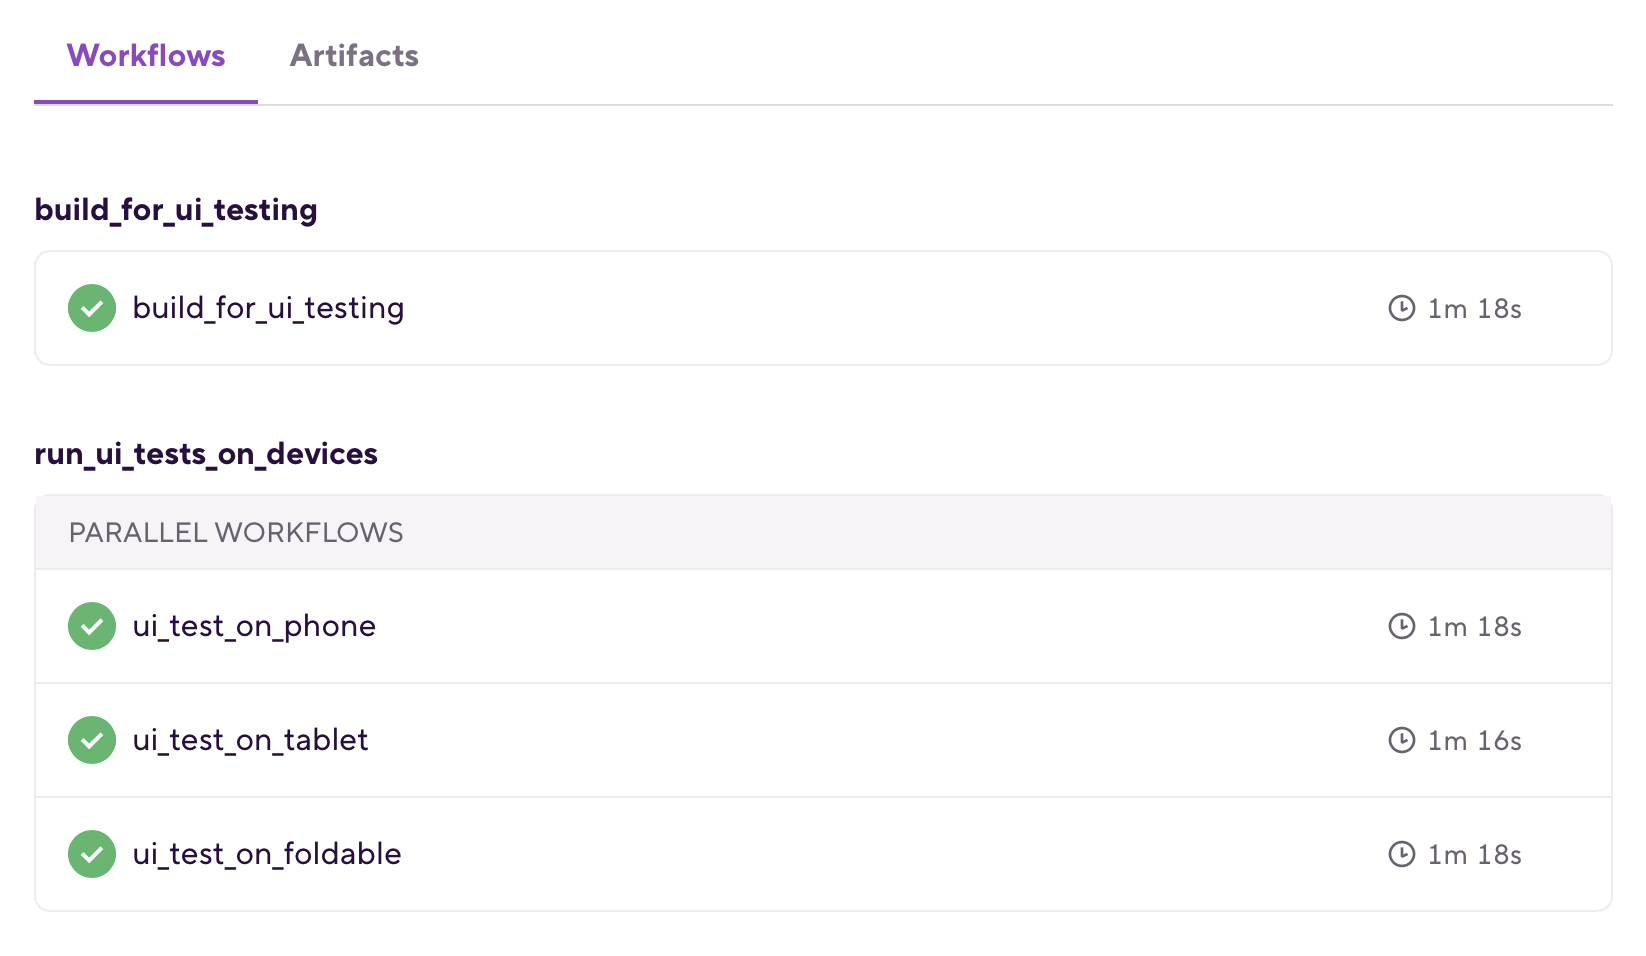 Workflows Artifacts
build_for_ui_testing
build_for_ui_testing 1m 18s
run_ui_tests_on_devices
PARALLEL WORKFLOWS
ui_test_on_phone 1m 18s
ui_test_on_tablet 1m 16s
ui_test_on_foldable 1m 18s